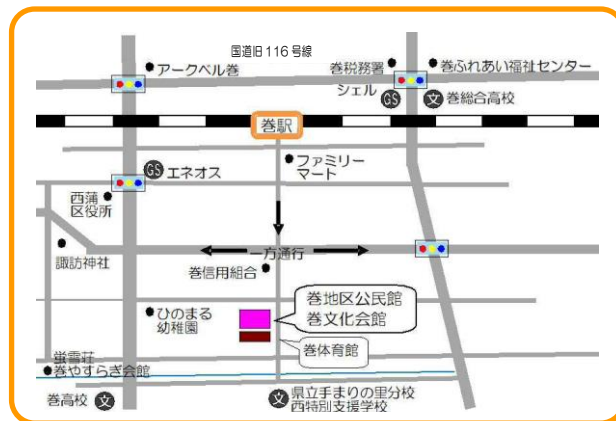 国道旧116号線
アークベル巻
巻税務署
巻ふれあい福祉センター
シェル
GS
文
巻総合高校
巻駅
ファミリー
マート
GS
エネオス
西蒲
区役所
一方通行
諏訪神社
巻信用組合
巻地区公民館
巻文化会館
ひのまる
幼稚園
巻体育館
蛍雪荘
巻やすらぎ会館
巻高校
文
文
県立手まりの里分校
西特別支援学校